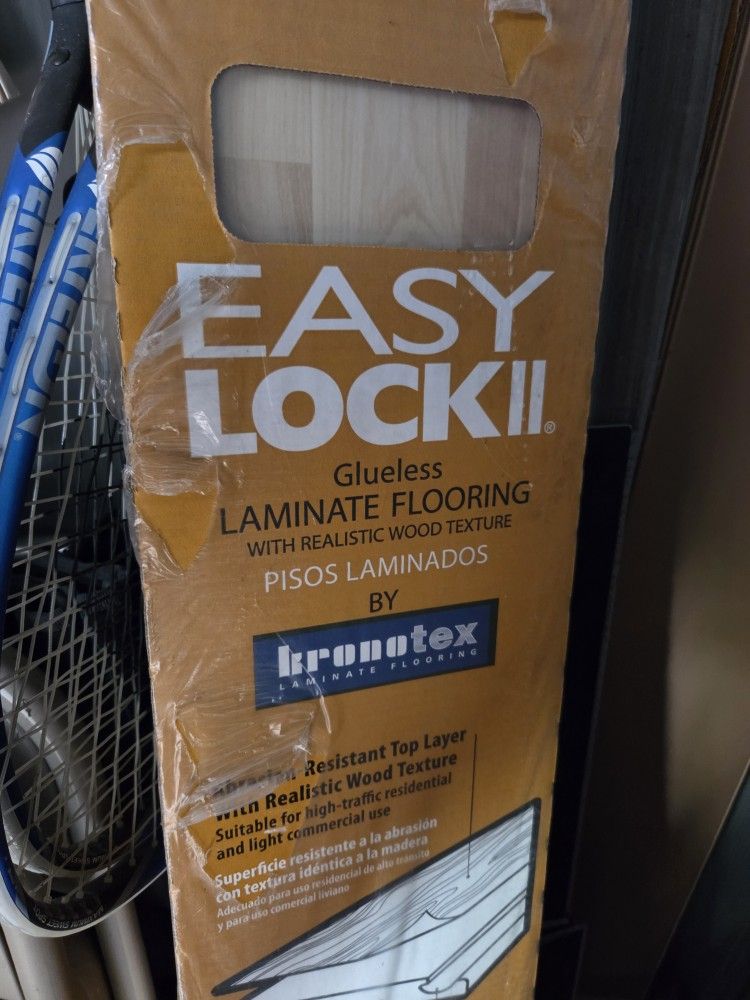 EASY
LOCKII®
Glueless
LAMINATE FLOORING
WITH REALISTIC WOOD TEXTURE
PISOS LAMINADOS
BY
kronotex
LAMINATE FLOORING
Abrasion-Resistant Top Layer
with Realistic Wood Texture
Suitable for high-traffic residential
and light commercial use
Superficie resistente a la abrasión
con textura idéntica a la madera
Adecuado para uso residencial de alto transito
y para uso comercial liviano